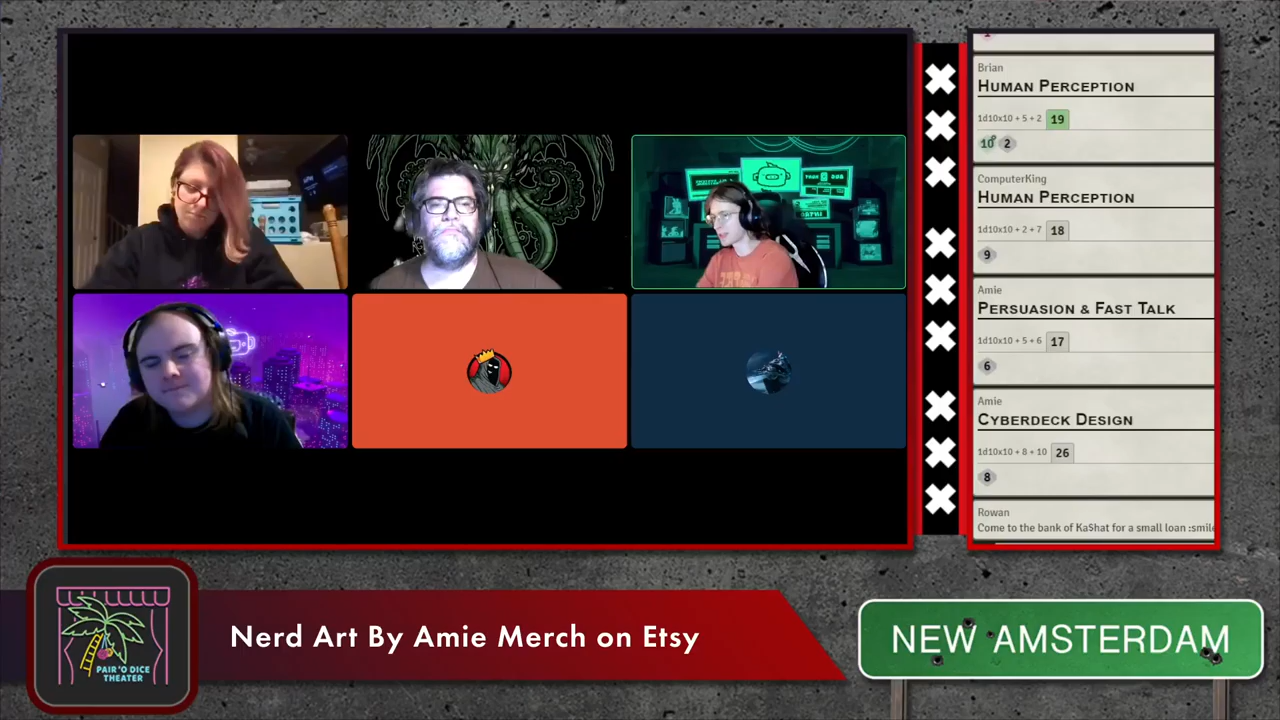 Brian
HUMAN PERCEPTION
1d10x10 + 5 + 2 19
10 2
ComputerKing
HUMAN PERCEPTION
1d10x10 + 2 + 7 18
9
Amie
PERSUASION & FAST TALK
1d10x10 + 5 + 6 17
6
Amie
CYBERDECK DESIGN
1d10x10 + 8 + 10 26
8
Rowan
Come to the bank of KaShat for a small loan :smile
PAIR'O DICE
THEATER
Nerd Art By Amie Merch on Etsy
NEW AMSTERDAM